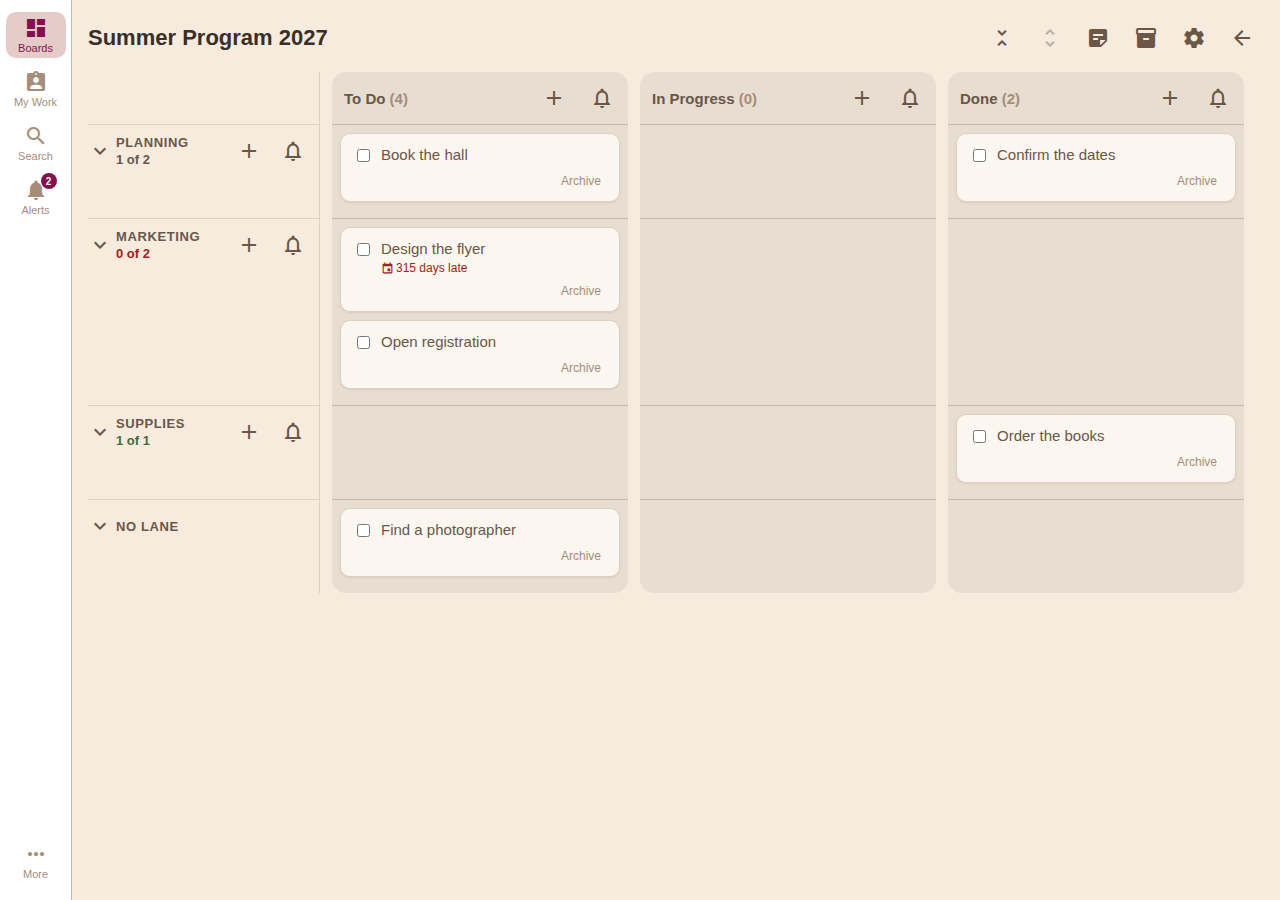 Boards
My Work
Search
2
Alerts
More
Summer Program 2027
To Do (4)
In Progress (0)
Done (2)
PLANNING
1 of 2
Book the hall
Archive
Confirm the dates
Archive
MARKETING
0 of 2
Design the flyer
315 days late
Archive
Open registration
Archive
SUPPLIES
1 of 1
Order the books
Archive
NO LANE
Find a photographer
Archive